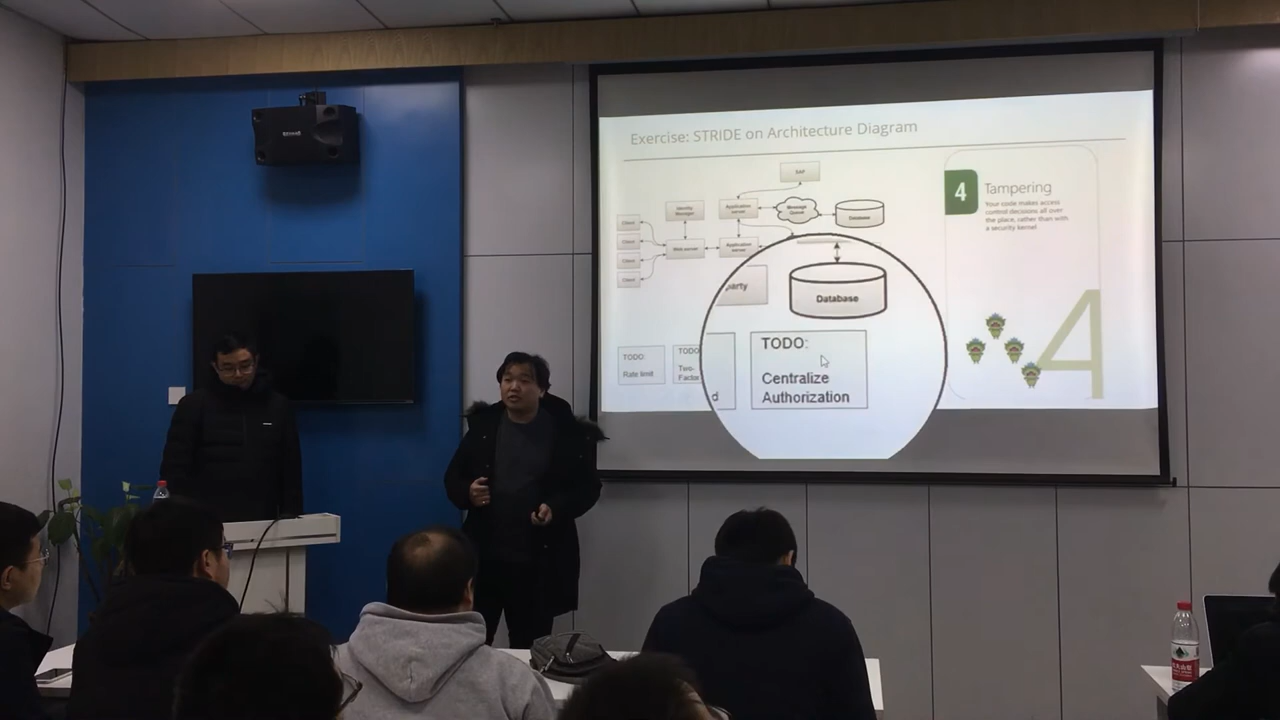 Exercise: STRIDE on Architecture Diagram
SAP
Identity
Manager
Application
server
Message
Queue
Database
Client
Client
Client
Client
Web server
Application
server
party
Database
TODO:
Rate limit
TODO
Two-
Factor
d
TODO:
Centralize
Authorization
4
Tampering
Your code makes access
control decisions all over
the place, rather than with
a security kernel
4